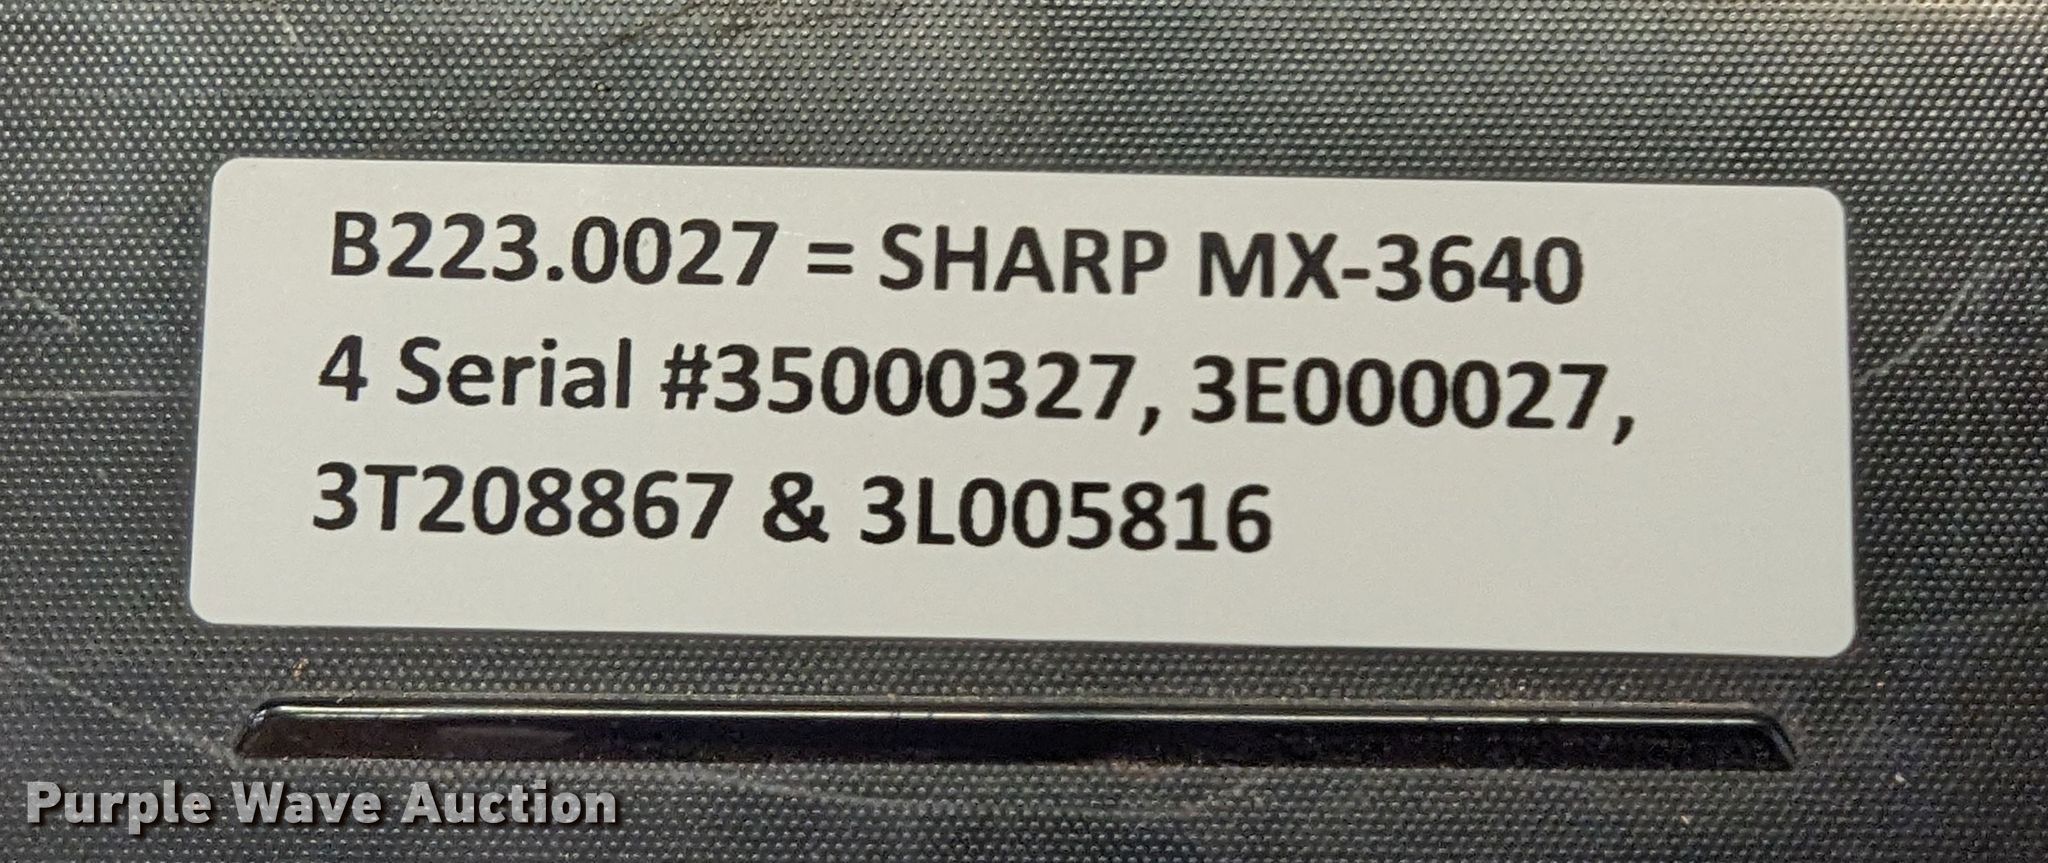 B223.0027 = SHARP MX-3640
4 Serial #35000327, 3E000027,
3T208867 & 3L005816
Purple Wave Auction